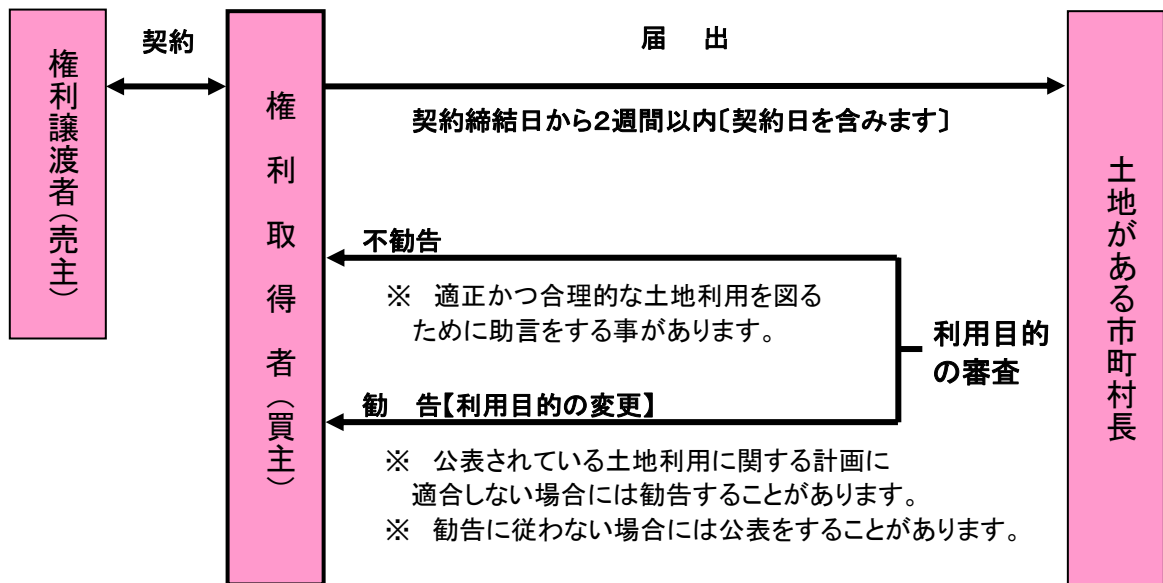 権利譲渡者（売主）
契約
権利取得者（買主）
届　出
契約締結日から２週間以内〔契約日を含みます〕
不勧告
※　適正かつ合理的な土地利用を図る
ために助言をする事があります。
利用目的
の審査
勧　告【利用目的の変更】
※　公表されている土地利用に関する計画に
適合しない場合には勧告することがあります。
※　勧告に従わない場合には公表をすることがあります。
土地がある市町村長